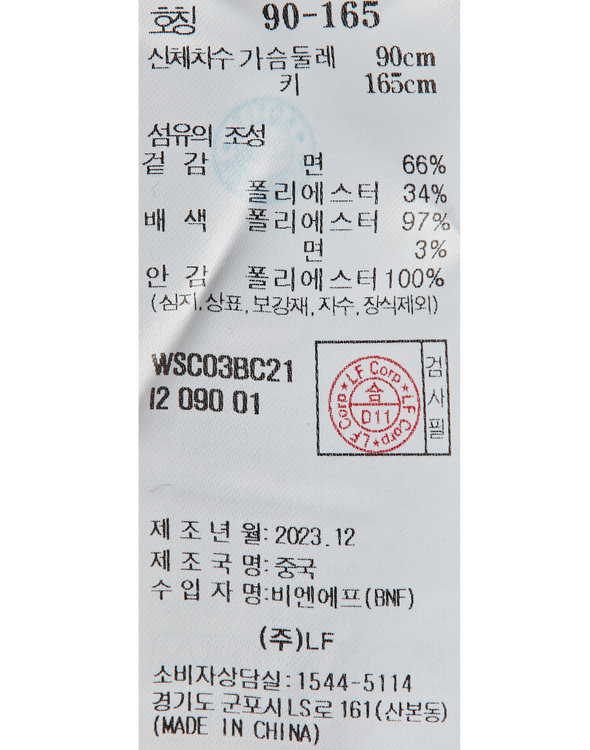 호칭 90-165
신체치수 가슴둘레 90cm
키 165cm
섬유의 조성
겉 감 면 66%
폴리에스터 34%
배 색 폴리에스터 97%
면 3%
안 감 폴리에스터 100%
(심지,상표,보강재,자수,장식제외)
WSC03BC21
I2 090 01
LF Corp ★ LF Corp ★ LF Corp ★ LF Corp ★
합
D11
검사필
제 조 년 월: 2023.12
제 조 국 명: 중국
수 입 자 명:비엔에프(BNF)
(주)LF
소비자상담실:1544-5114
경기도 군포시 LS로 161(산본동)
(MADE IN CHINA)